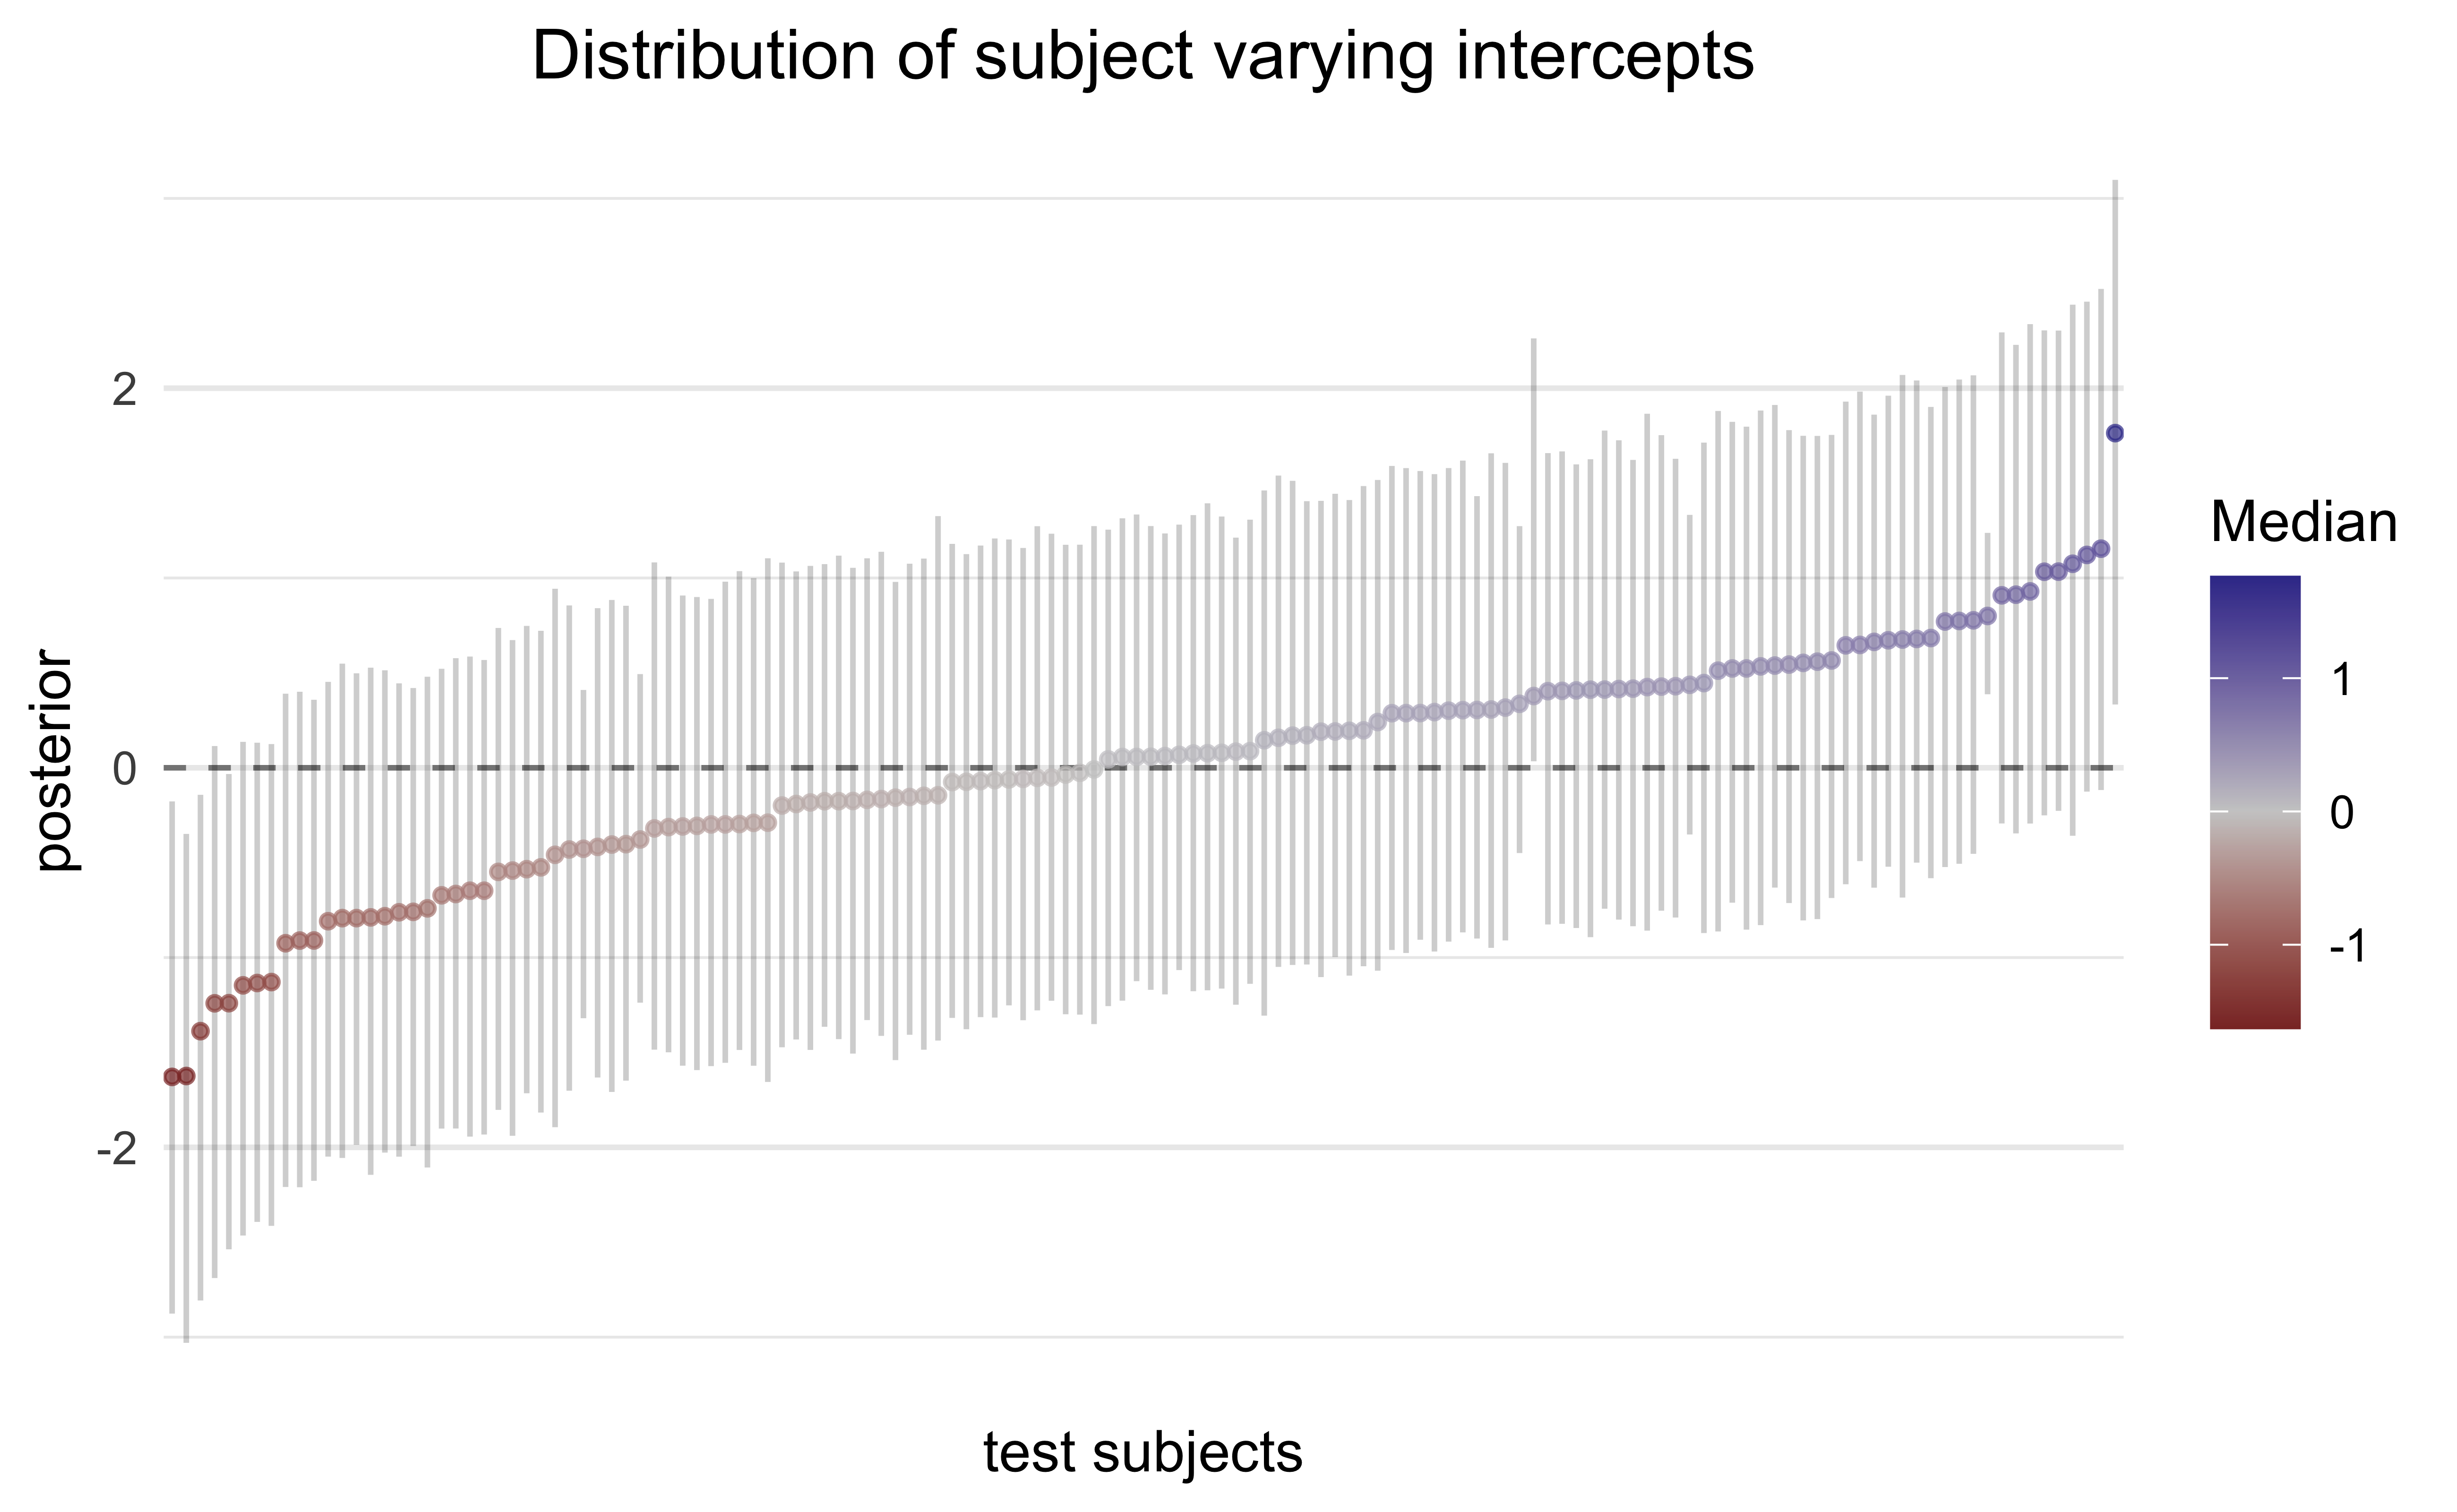 Distribution of subject varying intercepts
posterior
2
0
-2
test subjects
Median
1
0
-1